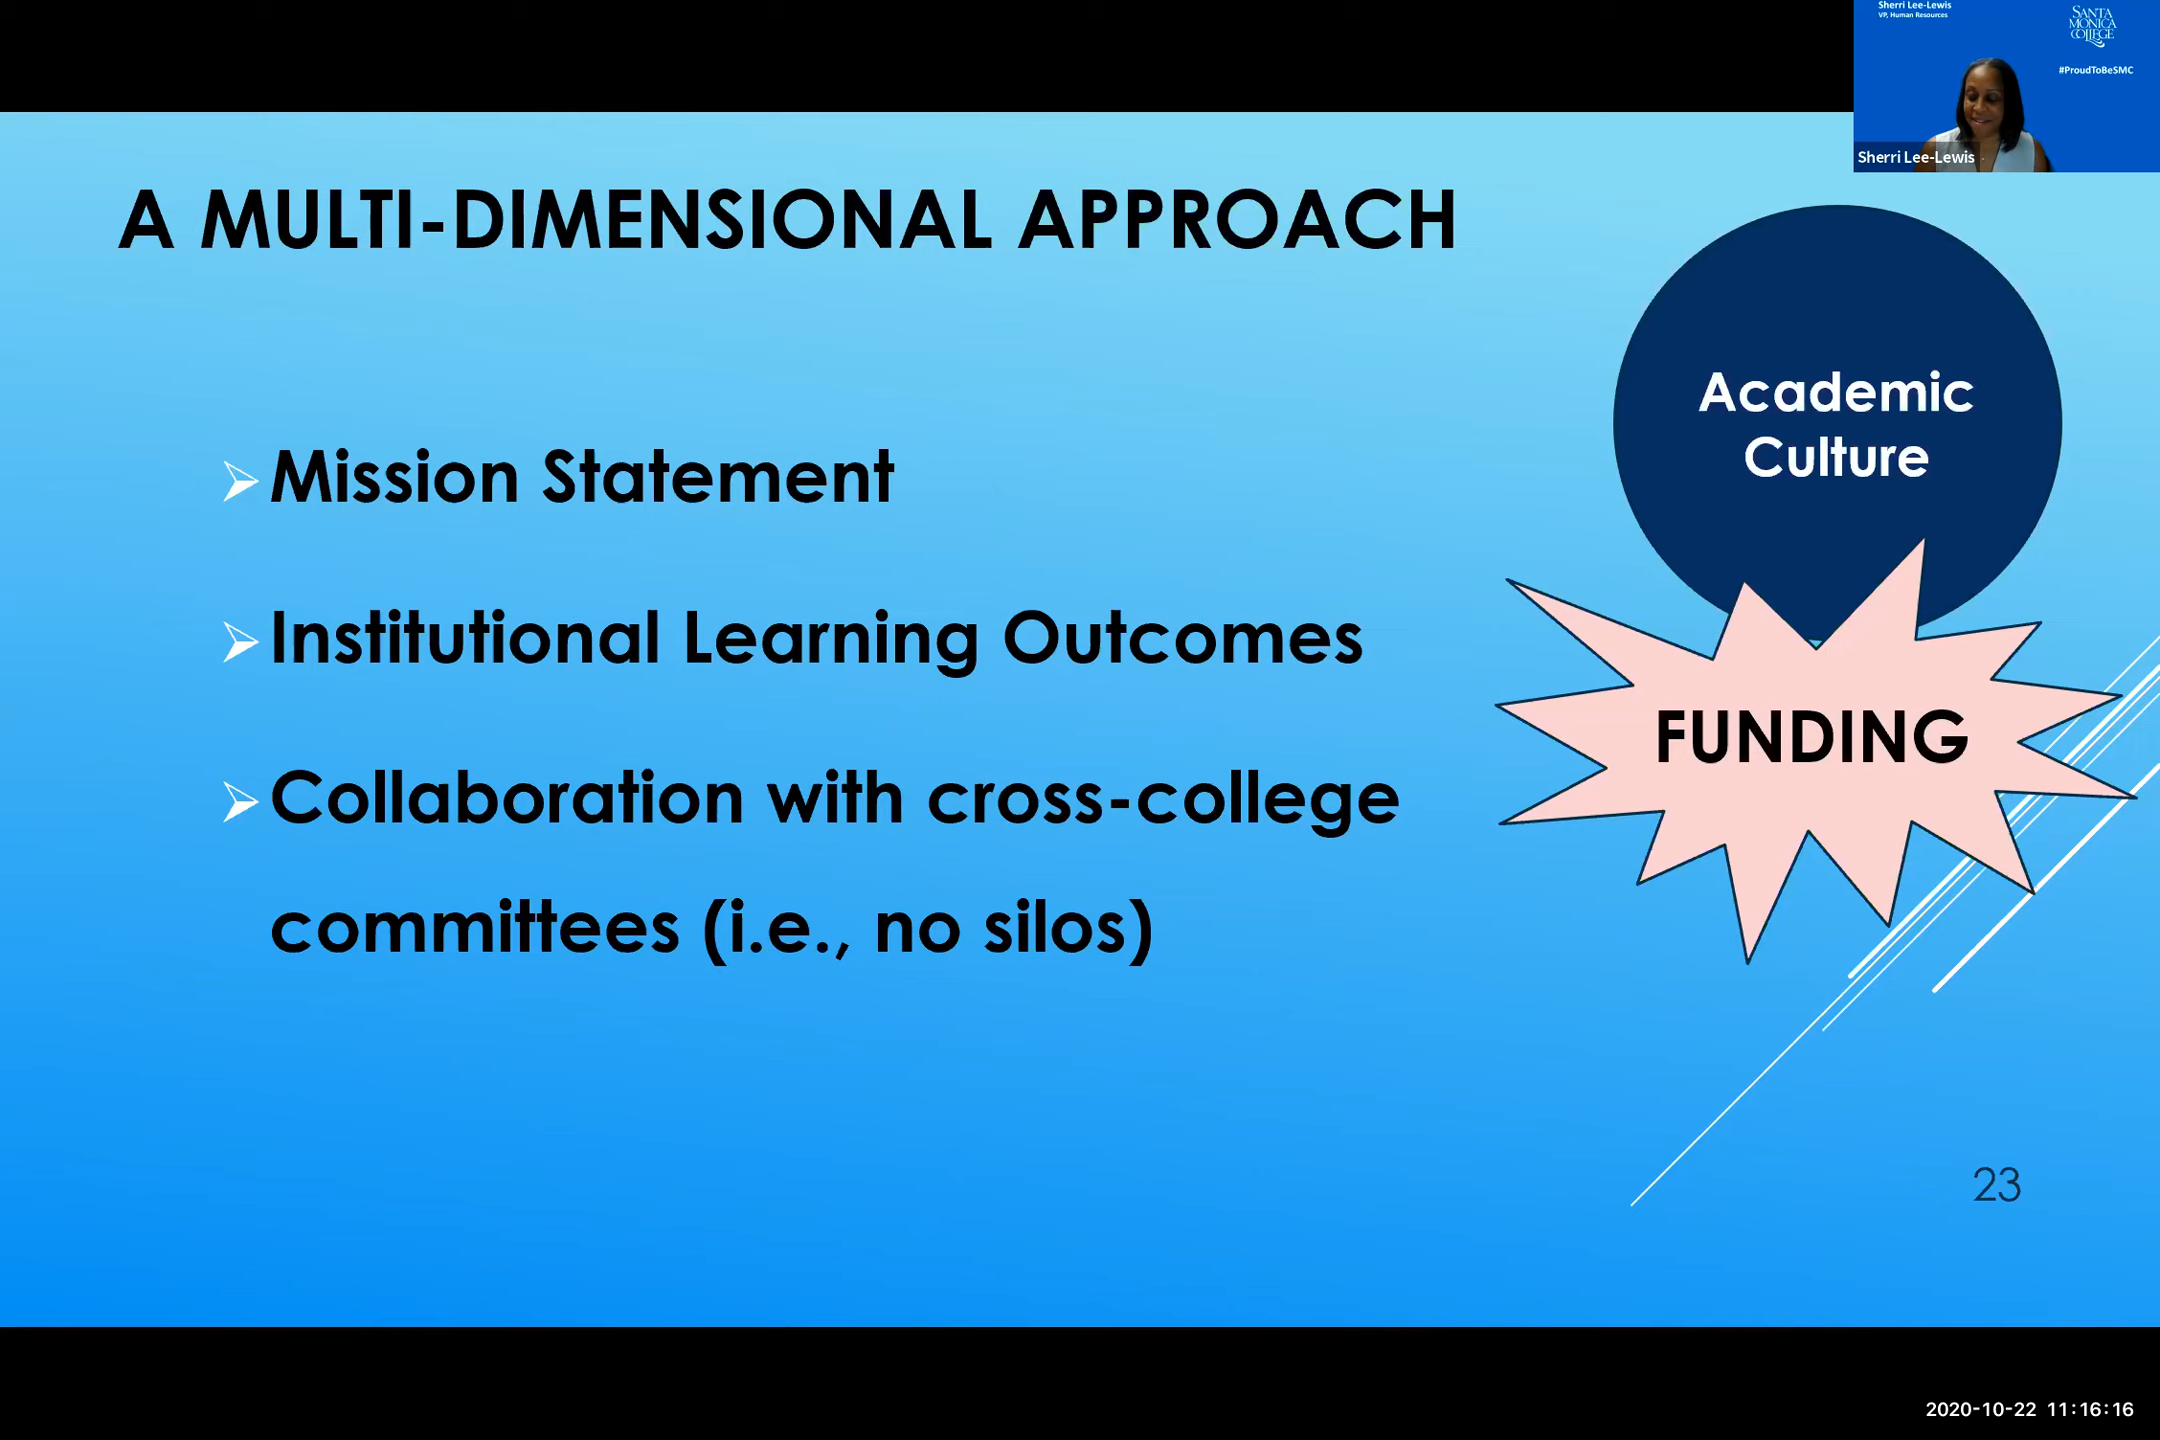 Sherri Lee-Lewis
VP, Human Resources
SANTA
MONICA
COLLEGE
#ProudToBeSMC
Sherri Lee-Lewis
A MULTI-DIMENSIONAL APPROACH
Academic
Culture
Mission Statement
Institutional Learning Outcomes
FUNDING
Collaboration with cross-college
committees (i.e., no silos)
23
2020-10-22 11:16:16